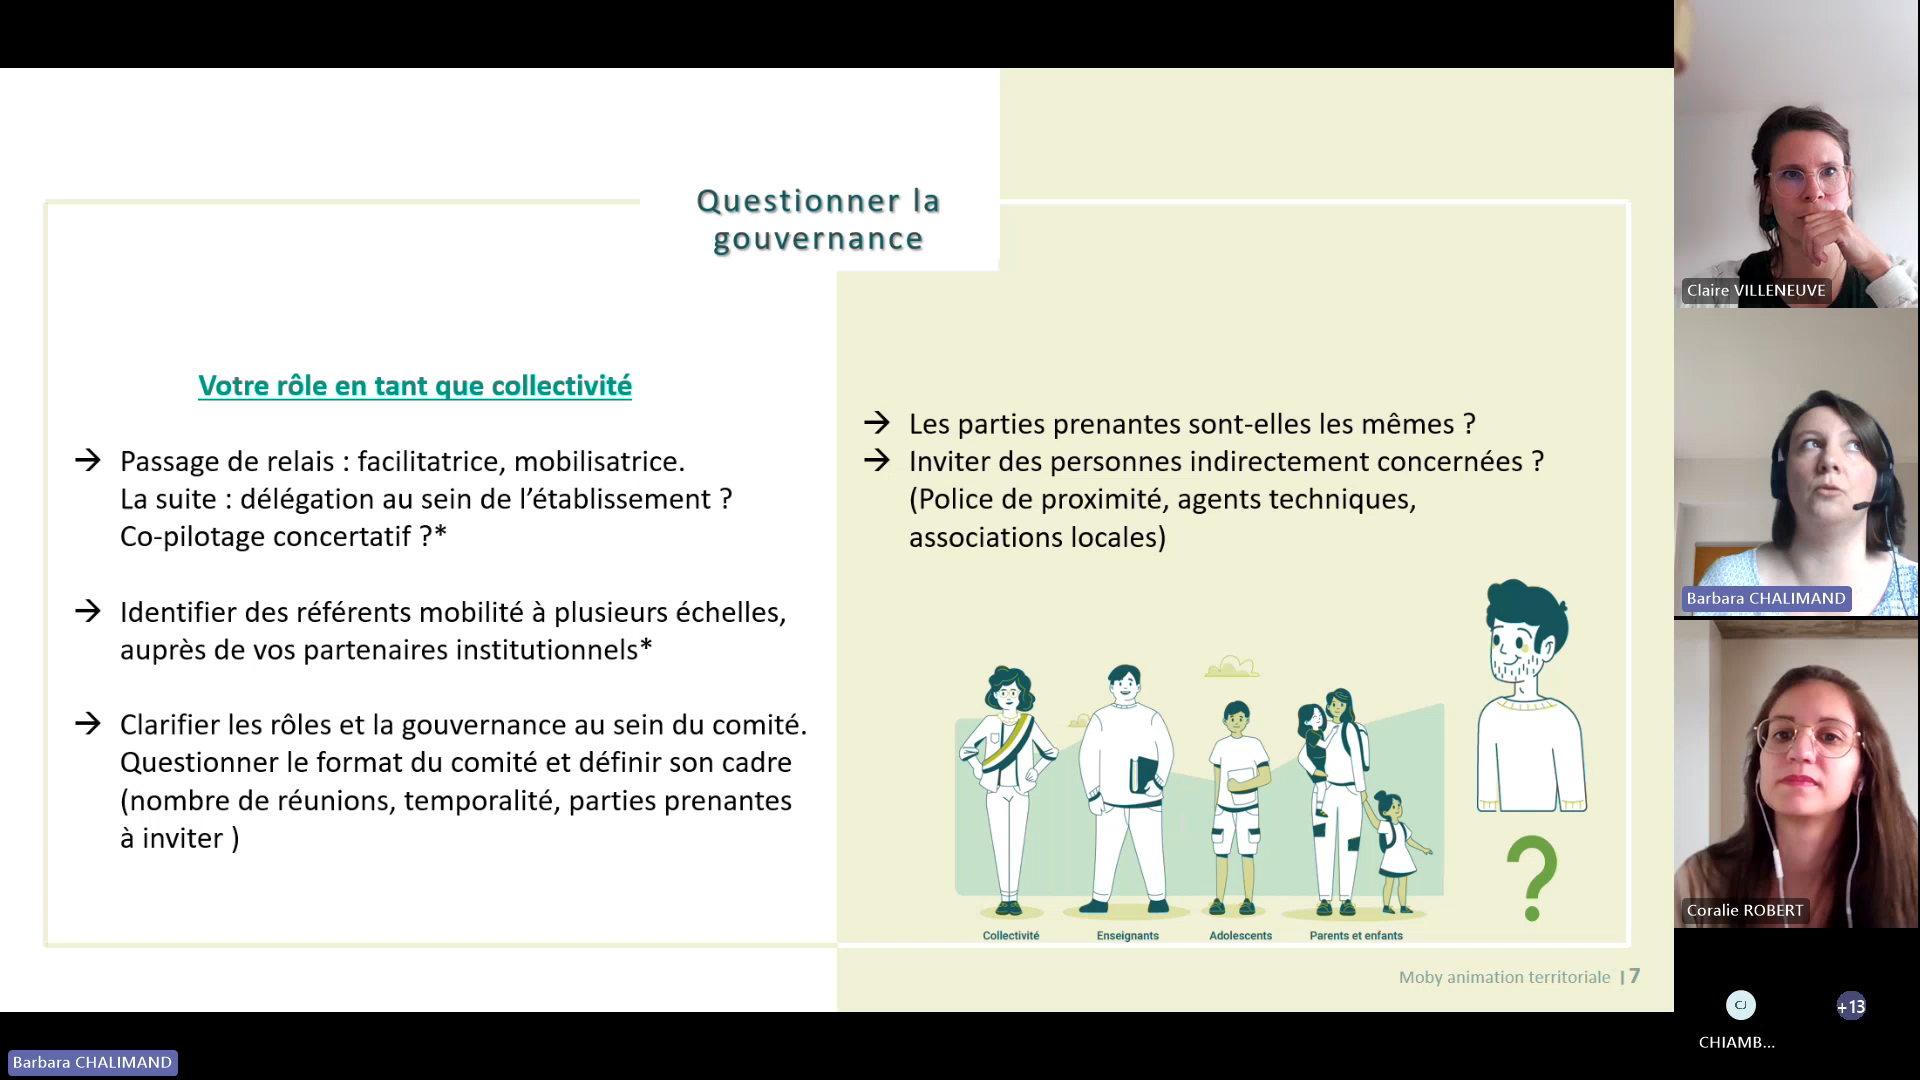 Questionner la
gouvernance
Votre rôle en tant que collectivité
→ Passage de relais : facilitatrice, mobilisatrice.
La suite : délégation au sein de l’établissement ?
Co-pilotage concertatif ?*
→ Identifier des référents mobilité à plusieurs échelles,
auprès de vos partenaires institutionnels*
→ Clarifier les rôles et la gouvernance au sein du comité.
Questionner le format du comité et définir son cadre
(nombre de réunions, temporalité, parties prenantes
à inviter )
→ Les parties prenantes sont-elles les mêmes ?
→ Inviter des personnes indirectement concernées ?
(Police de proximité, agents techniques,
associations locales)
?
Collectivité
Enseignants
Adolescents
Parents et enfants
Moby animation territoriale | 7
Claire VILLENEUVE
Barbara CHALIMAND
Coralie ROBERT
CJ
+13
CHIAMB...
Barbara CHALIMAND